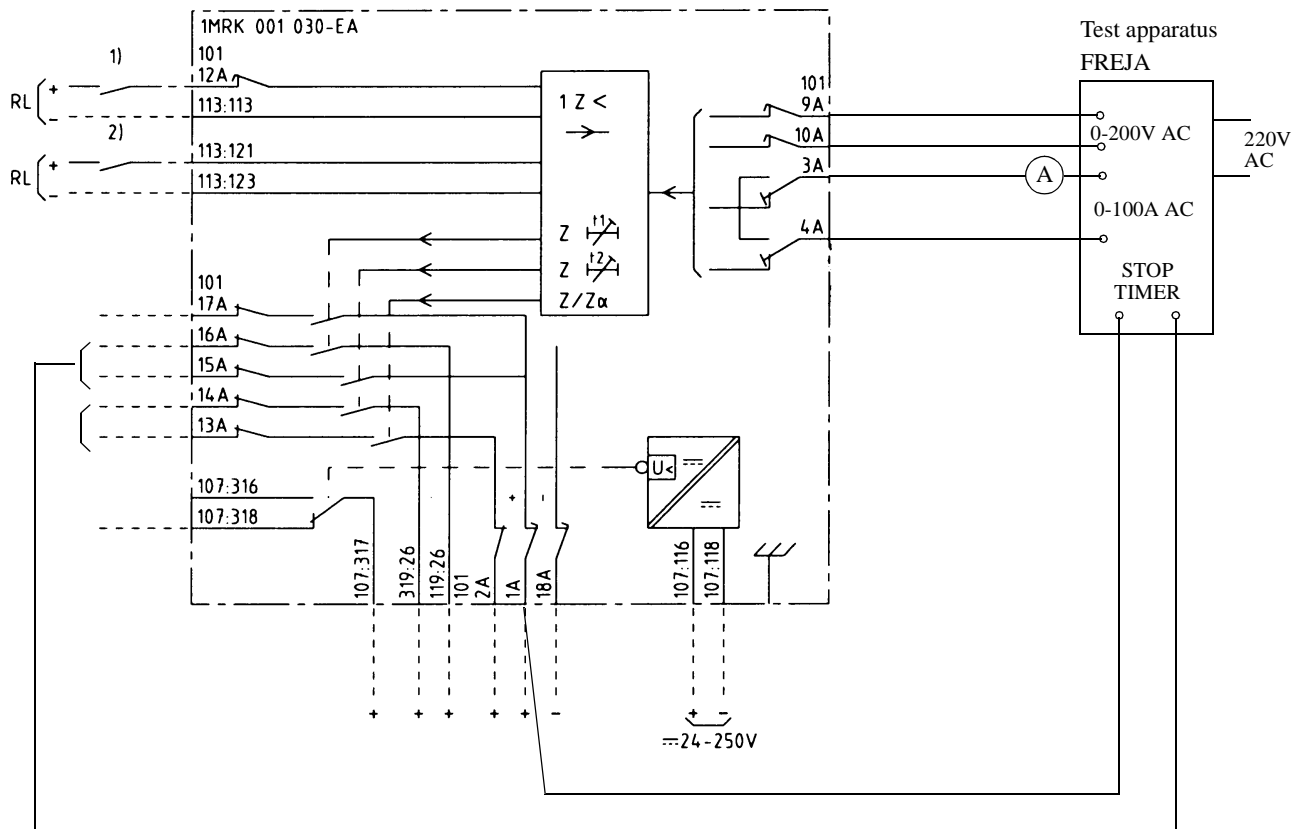 1MRK 001 030-EA
Test apparatus
FREJA
1)
101
12A
RL
+
-
113:113
2)
113:121
RL
+
-
113:123
1 Z <
Z t1
Z t2
Z/Zα
101
9A
10A
3A
4A
A
0-200V AC
0-100A AC
220V
AC
STOP
TIMER
101
17A
16A
15A
14A
13A
107:316
107:318
U<
+ -
107:317
319:26
119:26
101
2A
1A
18A
107:116
107:118
+ + + + + -
+ -
24-250V